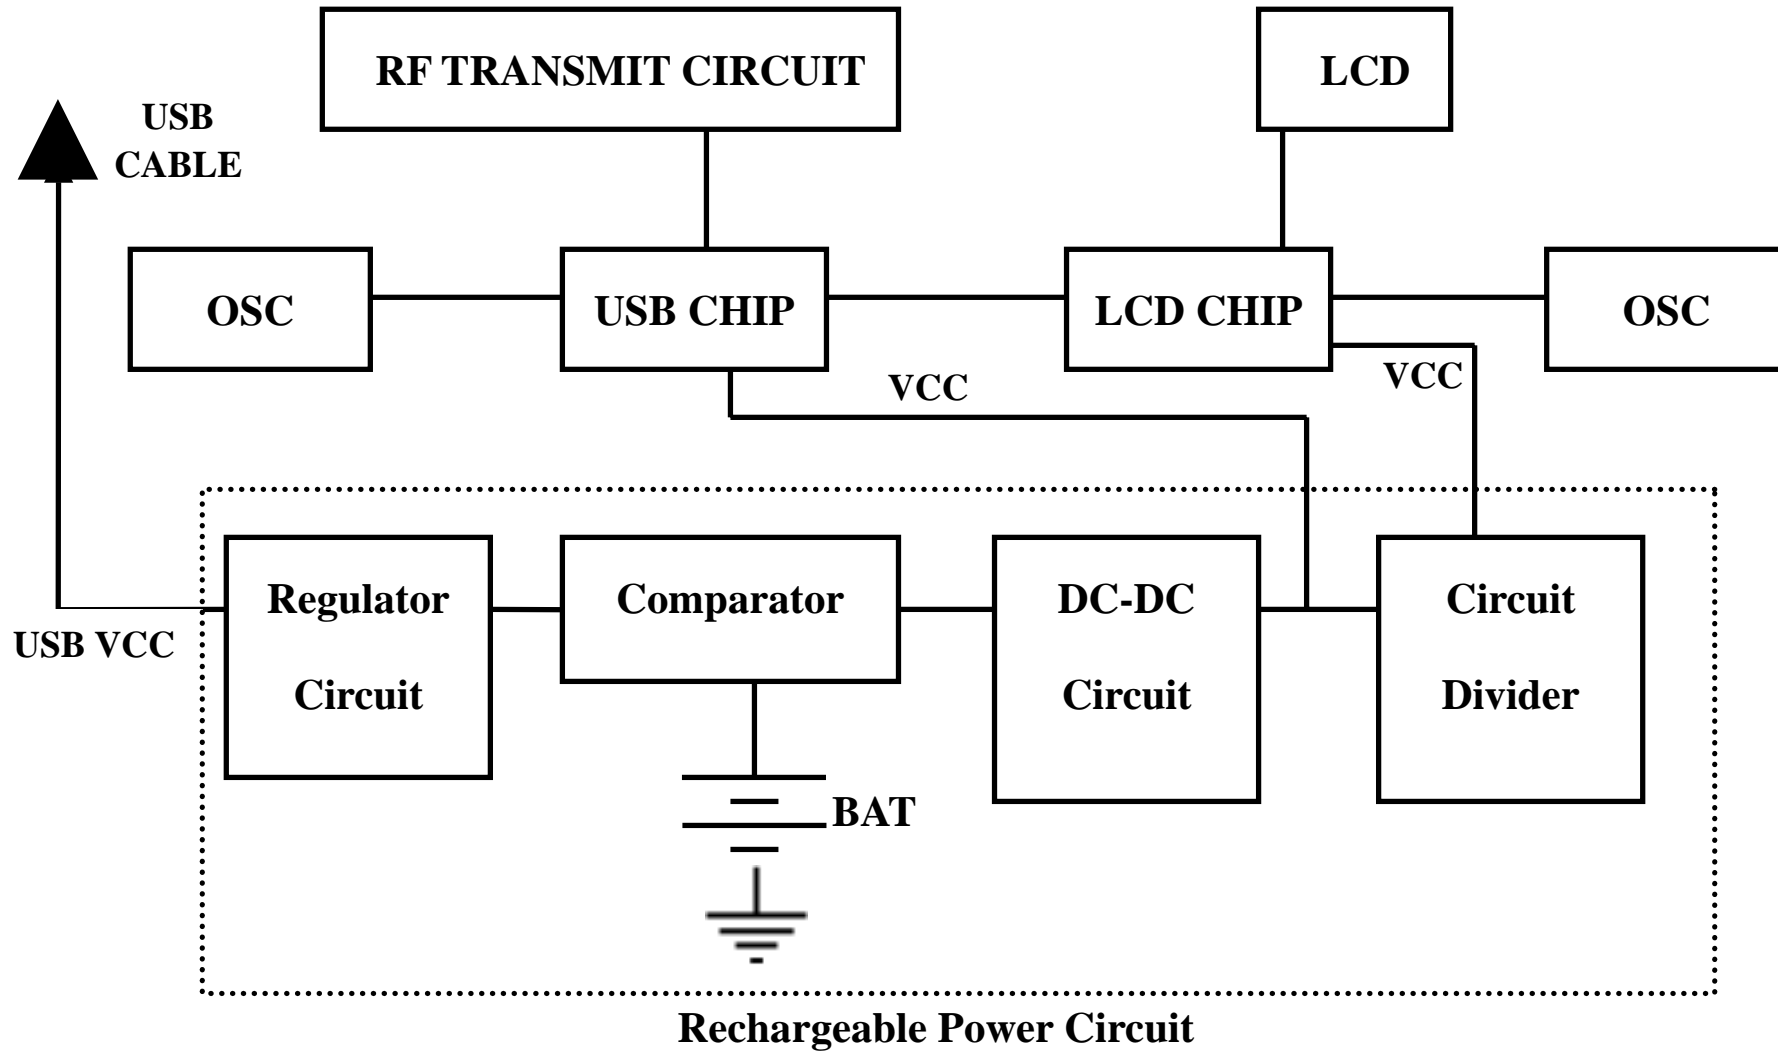 RF TRANSMIT CIRCUIT
LCD
USB
CABLE
OSC
USB CHIP
LCD CHIP
OSC
VCC
VCC
Regulator
Circuit
Comparator
DC-DC
Circuit
Circuit
Divider
USB VCC
BAT
Rechargeable Power Circuit